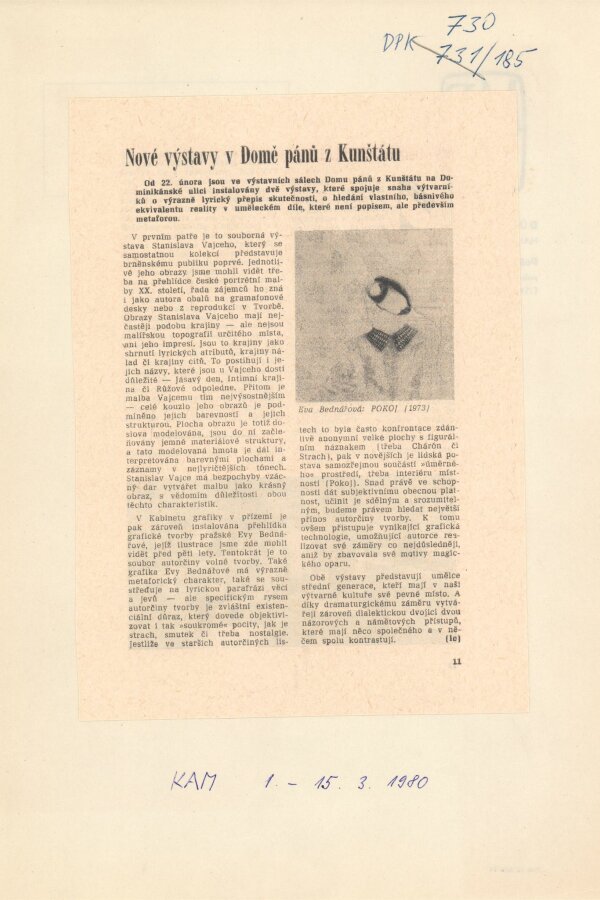 730
DPK 731/185
Nové výstavy v Domě pánů z Kunštátu
Od 22. února jsou ve výstavních sálech Domu pánů z Kunštátu na Do-
minikánské ulici instalovány dvě výstavy, které spojuje snaha výtvarní-
ků o výrazně lyrický přepis skutečnosti, o hledání vlastního, básnivého
ekvivalentu reality v uměleckém díle, které není popisem, ale především
metaforou.
V prvním patře je to souborná vý-
stava Stanislava Vajceho, který se
samostatnou kolekcí představuje
brněnskému publiku poprvé. Jednotli-
vě jeho obrazy jsme mohli vidět tře-
ba na přehlídce české portrétní mal-
by XX. století, řada zájemců ho zná
i jako autora obalů na gramafonové
desky nebo z reprodukcí v Tvorbě.
Obrazy Stanislava Vajceho mají nej-
častěji podobu krajiny — ale nejsou
malířskou topografií určitého místa,
ani jeho impresí. Jsou to krajiny jako
shrnutí lyrických atributů, krajiny ná-
lad či krajiny citů. To postihují i je-
jich názvy, které jsou u Vajceho dosti
důležité — Jásavý den, Intimní kraji-
na či Růžové odpoledne. Přitom je
malba Vajcemu tím nejvýsostnějším
— celé kouzlo jeho obrazů je pod-
míněno jejich barevností a jejich
strukturou. Plocha obrazu je totiž do-
slova modelována, jsou do ní začle-
ňovány jemné materiálové struktury,
a tato modelovaná hmota je dál in-
terpretována barevnými plochami a
záznamy v nejlyričtějších tónech.
Stanislav Vajce má bezpochyby vzác-
ný dar vytvářet malbu jako krásný
obraz, s vědomím důležitosti obou
těchto charakteristik.
V Kabinetu grafiky v přízemí je
pak zároveň instalována přehlídka
grafické tvorby pražské Evy Bednářo-
řové, jejíž ilustrace jsme zde mohli
vidět před pěti lety. Tentokrát je to
soubor autorčiny volné tvorby. Také
grafika Evy Bednářové má výrazně
metaforický charakter, také se sou-
středuje na lyrickou parafrázi věcí
a jevů — ale specifickým rysem
autorčiny tvorby je zvláštní existen-
ciální důraz, který dovede objektivi-
zovat i tak »soukromé« pocity, jak je
strach, smutek či třeba nostalgie.
Jestliže ve starších autorčiných lis-
Eva Bednářová: POKOJ (1973)
tech to byla často konfrontace zdán-
livě anonymní velké plochy s figurál-
ním náznakem (třeba Chárón či
Strach), pak v novějších je lidská po-
stava samozřejmou součástí »úměrné-
ho« prostředí, třeba interiéru míst-
ností (Pokoj). Snad právě ve schop-
nosti dát subjektivnímu obecnou plat-
nost, učinit je sdělným a srozumitel-
ným, budeme právem hledat největší
přínos autorčiny tvorby. K tomu
ovšem přistupuje vynikající grafická
technologie, umožňující autorce rea-
lizovat své záměry co nejdůsledněji,
aniž by zbavovala své motivy magic-
kého oparu.
Obě výstavy představují umělce
střední generace, kteří mají v naší
výtvarné kultuře své pevné místo. A
díky dramaturgickému záměru vytvá-
řejí zároveň dialektickou dvojici dvou
názorových a námětových přístupů,
které mají něco společného a v ně-
čem spolu kontrastují. (le)
11
KAM 1. - 15. 3. 1980